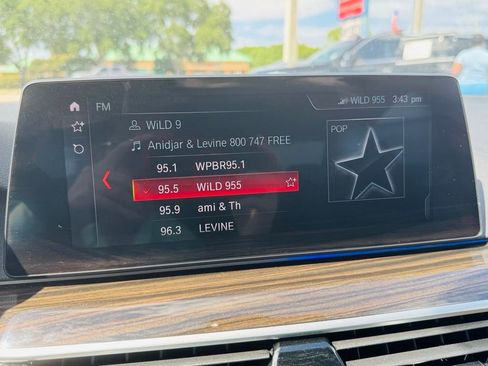 FM
WiLD 955 3:43 pm
WiLD 9
Anidjar & Levine 800 747 FREE
POP
95.1 WPBR95.1
95.5 WiLD 955
95.9 ami & Th
96.3 LEVINE